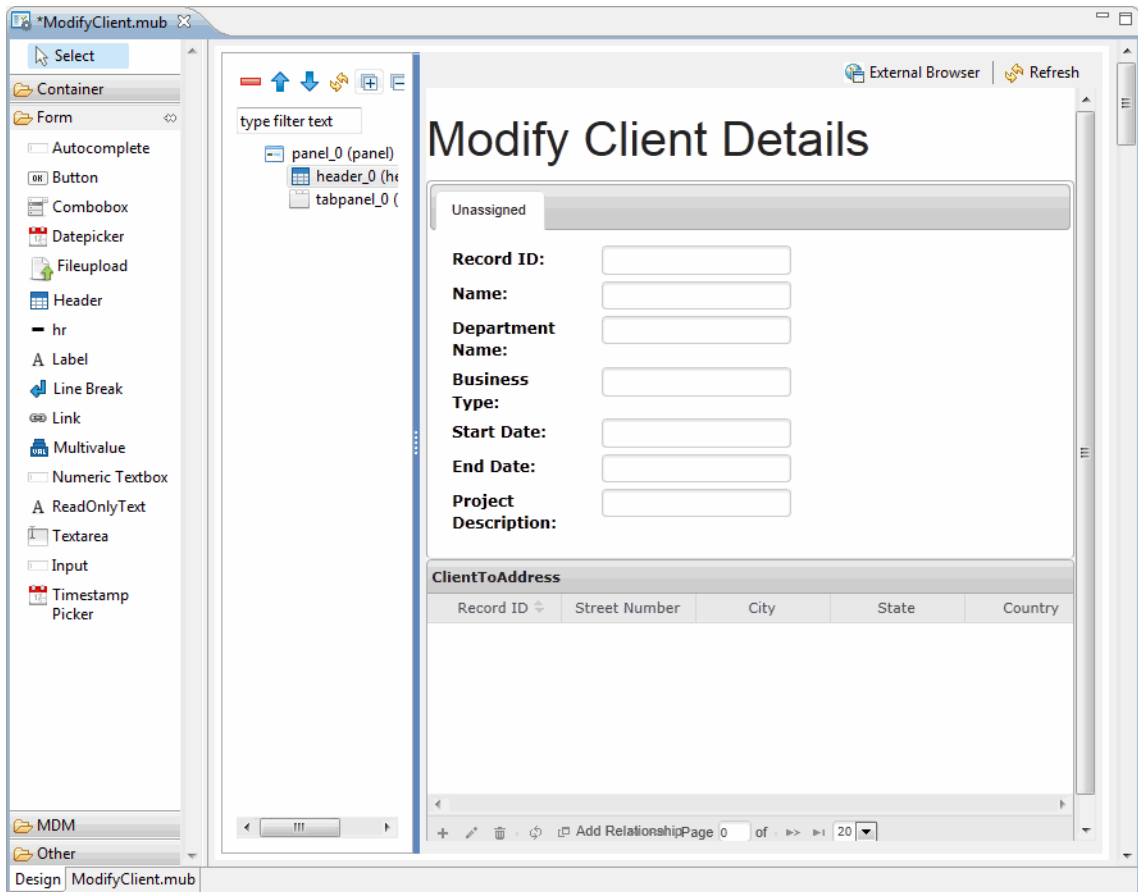 *ModifyClient.mub
Select
Container
Form
Autocomplete
Button
Combobox
Datepicker
Fileupload
Header
hr
Label
Line Break
Link
Multivalue
Numeric Textbox
ReadOnlyText
Textarea
Input
Timestamp
Picker
MDM
Other
type filter text
panel_0 (panel)
header_0 (he
tabpanel_0 (
External Browser
Refresh
Modify Client Details
Unassigned
Record ID:
Name:
Department
Name:
Business
Type:
Start Date:
End Date:
Project
Description:
ClientToAddress
Record ID Street Number City State Country
Add Relationship Page 0 of 20
Design ModifyClient.mub